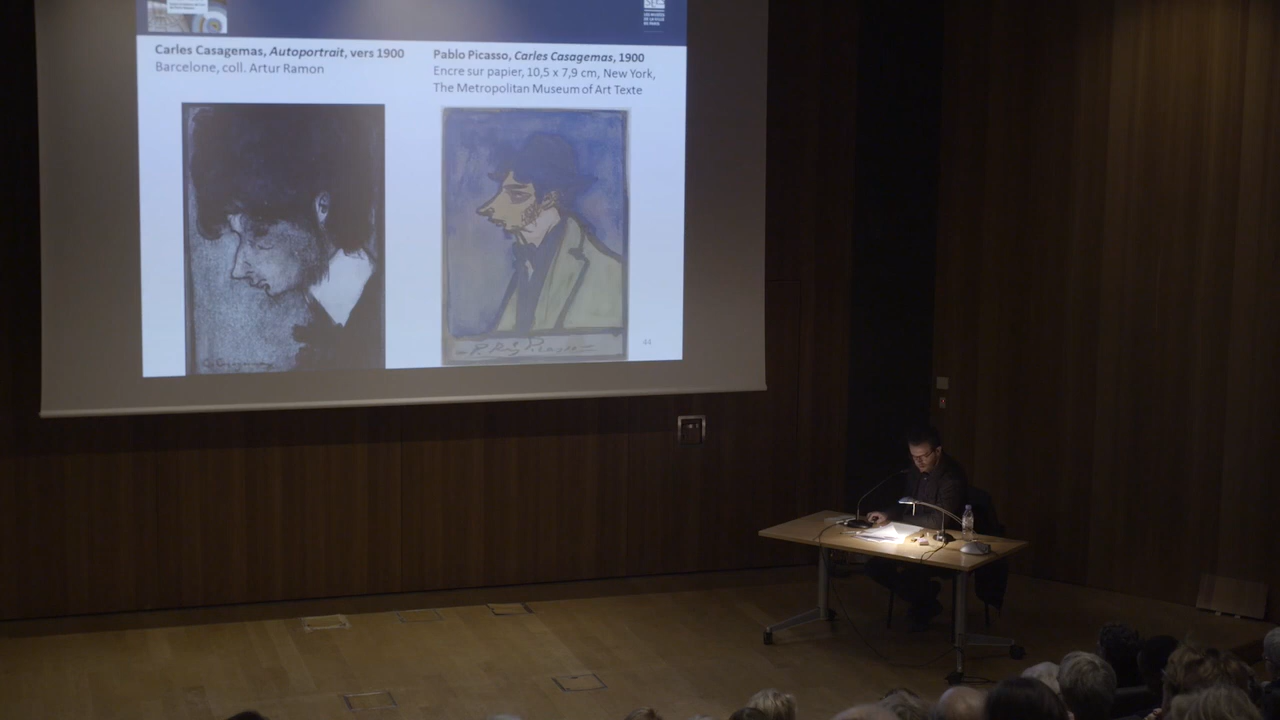 Carles Casagemas, Autoportrait, vers 1900
Barcelone, coll. Artur Ramon
Pablo Picasso, Carles Casagemas, 1900
Encre sur papier, 10,5 x 7,9 cm, New York,
The Metropolitan Museum of Art Texte
44